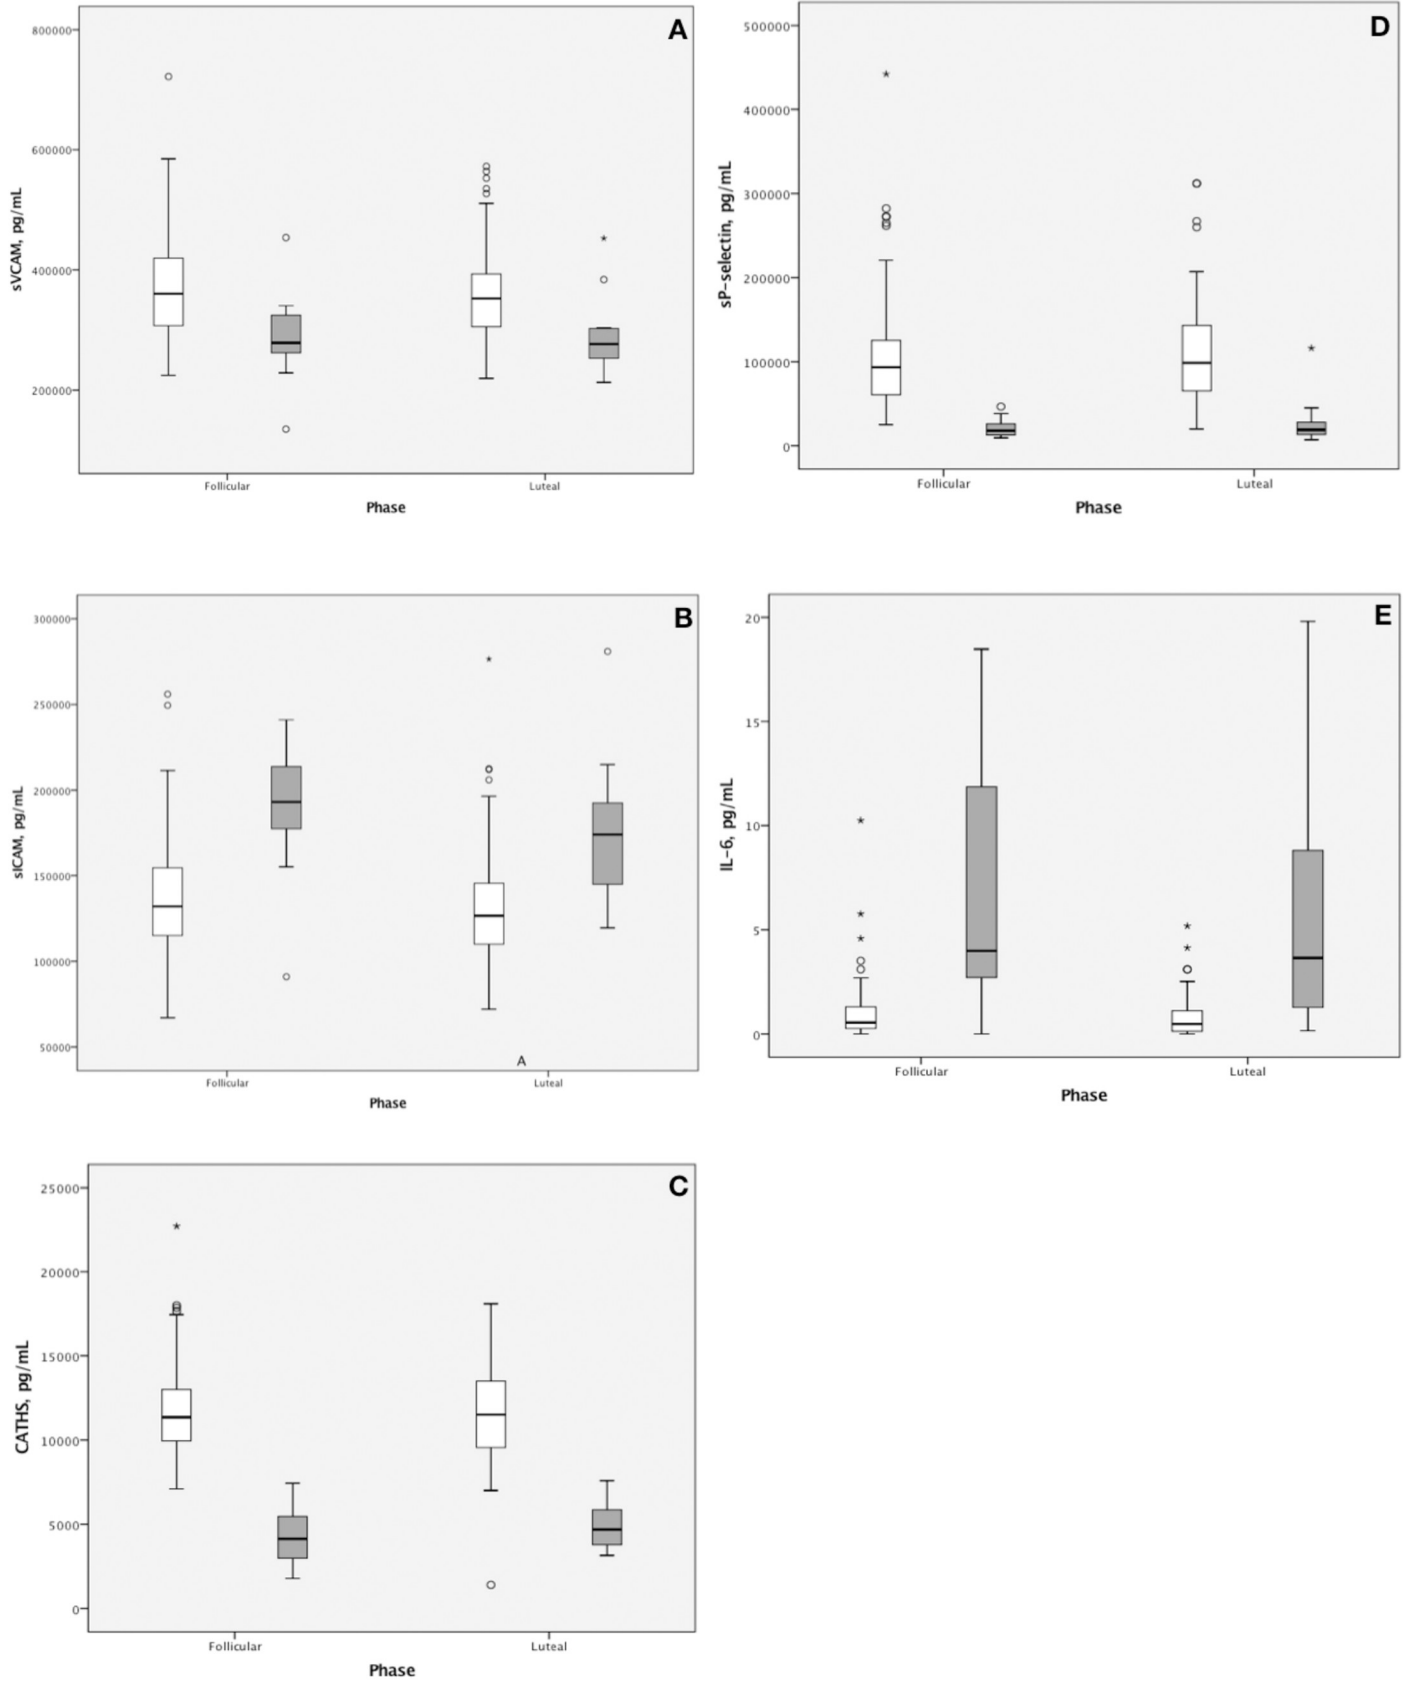 A
800000
600000
400000
200000
sVCAM, pg/mL
Follicular
Luteal
Phase
D
500000
400000
300000
200000
100000
0
sP-selectin, pg/mL
Follicular
Luteal
Phase
B
300000
250000
200000
150000
100000
50000
sICAM, pg/mL
A
Follicular
Luteal
Phase
E
20
15
10
5
0
IL-6, pg/mL
Follicular
Luteal
Phase
C
25000
20000
15000
10000
5000
0
CATHS, pg/mL
Follicular
Luteal
Phase